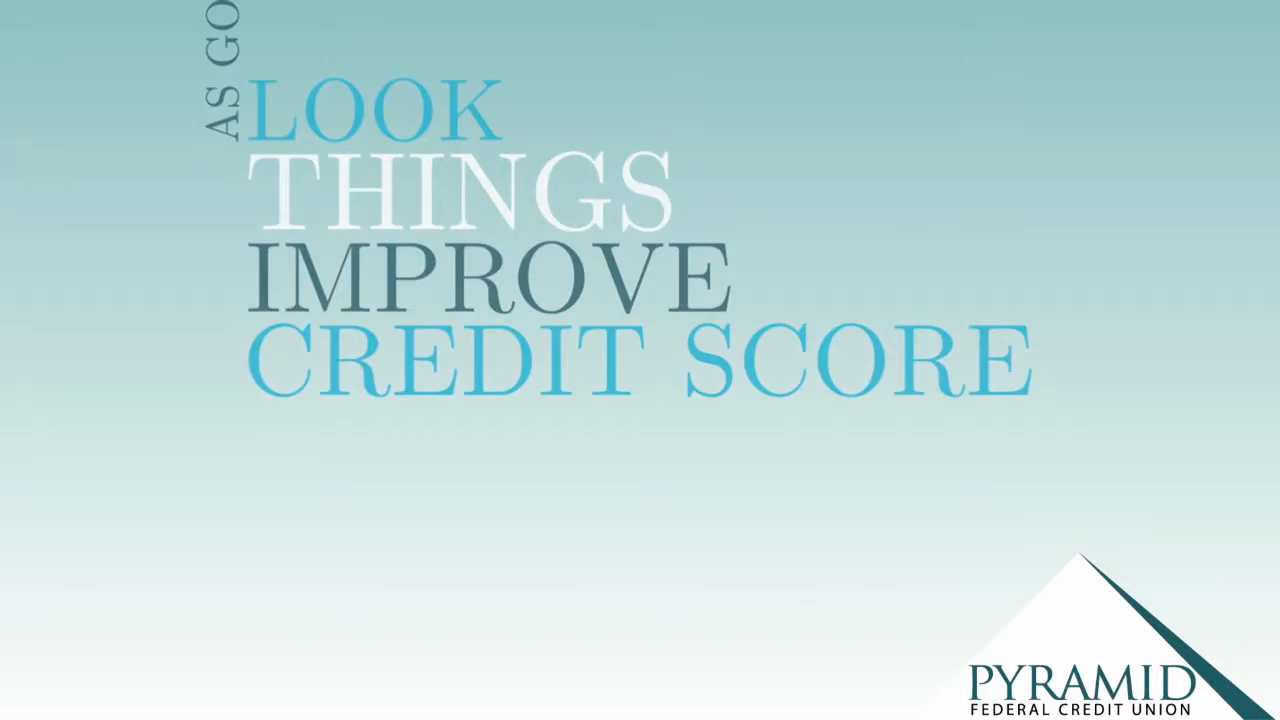 AS GO
LOOK
THINGS
IMPROVE
CREDIT SCORE
PYRAMID
FEDERAL CREDIT UNION